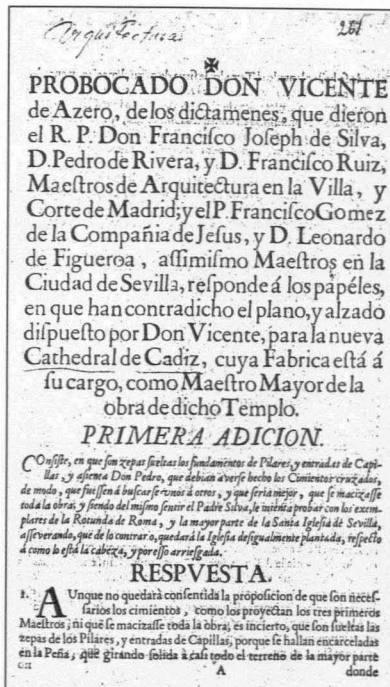 Arquitectura
261
✠
PROBOCADO DON VICENTE
de Azero, de los dictamenes, que dieron
el R. P. Don Francisco Joseph de Silva,
D. Pedro de Rivera, y D. Francisco Ruiz,
Maestros de Arquitectura en la Villa, y
Corte de Madrid; y el P. Francisco Gomez
de la Compañia de Jesus, y D. Leonardo
de Figueroa, assimismo Maestros en la
Ciudad de Sevilla, responde á los papéles,
en que han contradicho el plano, y alzado
dispuesto por Don Vicente, para la nueva
Cathedral de Cadiz, cuya Fabrica está á
su cargo, como Maestro Mayor de la
obra de dicho Templo.
PRIMERA ADICION.
COnsiste, en que son zepas sueltas los fundamentos de Pilares, y entradas de Capi-
llas, y assienta Don Pedro, que debian averse hecho los Cimientos cruzados,
de modo, que fuessen á buscarse unos á otros, y que seria mejor, que se macizasse
toda la obra; y siendo del mismo sentir el Padre Silva, le intenta probar con los exem-
plares de la Rotunda de Roma, y la mayor parte de la Santa Iglesia de Sevilla,
asseverando, que de lo contrario, quedará la Iglesia desigualmente plantada, respecto
á como lo está la cabeza, y por esso arriesgada.
RESPVESTA.
1. AUnque no quedará consentida la proposicion de que son neces-
sarios los cimientos, como los proyectan los tres primeros
Maestros; ni que se macizasse toda la obra, es incierto, que son sueltas las
zepas de los Pilares, y entradas de Capillas, porque se hallan encarceladas
en la Peña, que girando solida á casi todo el terreno de la mayor parte
A donde